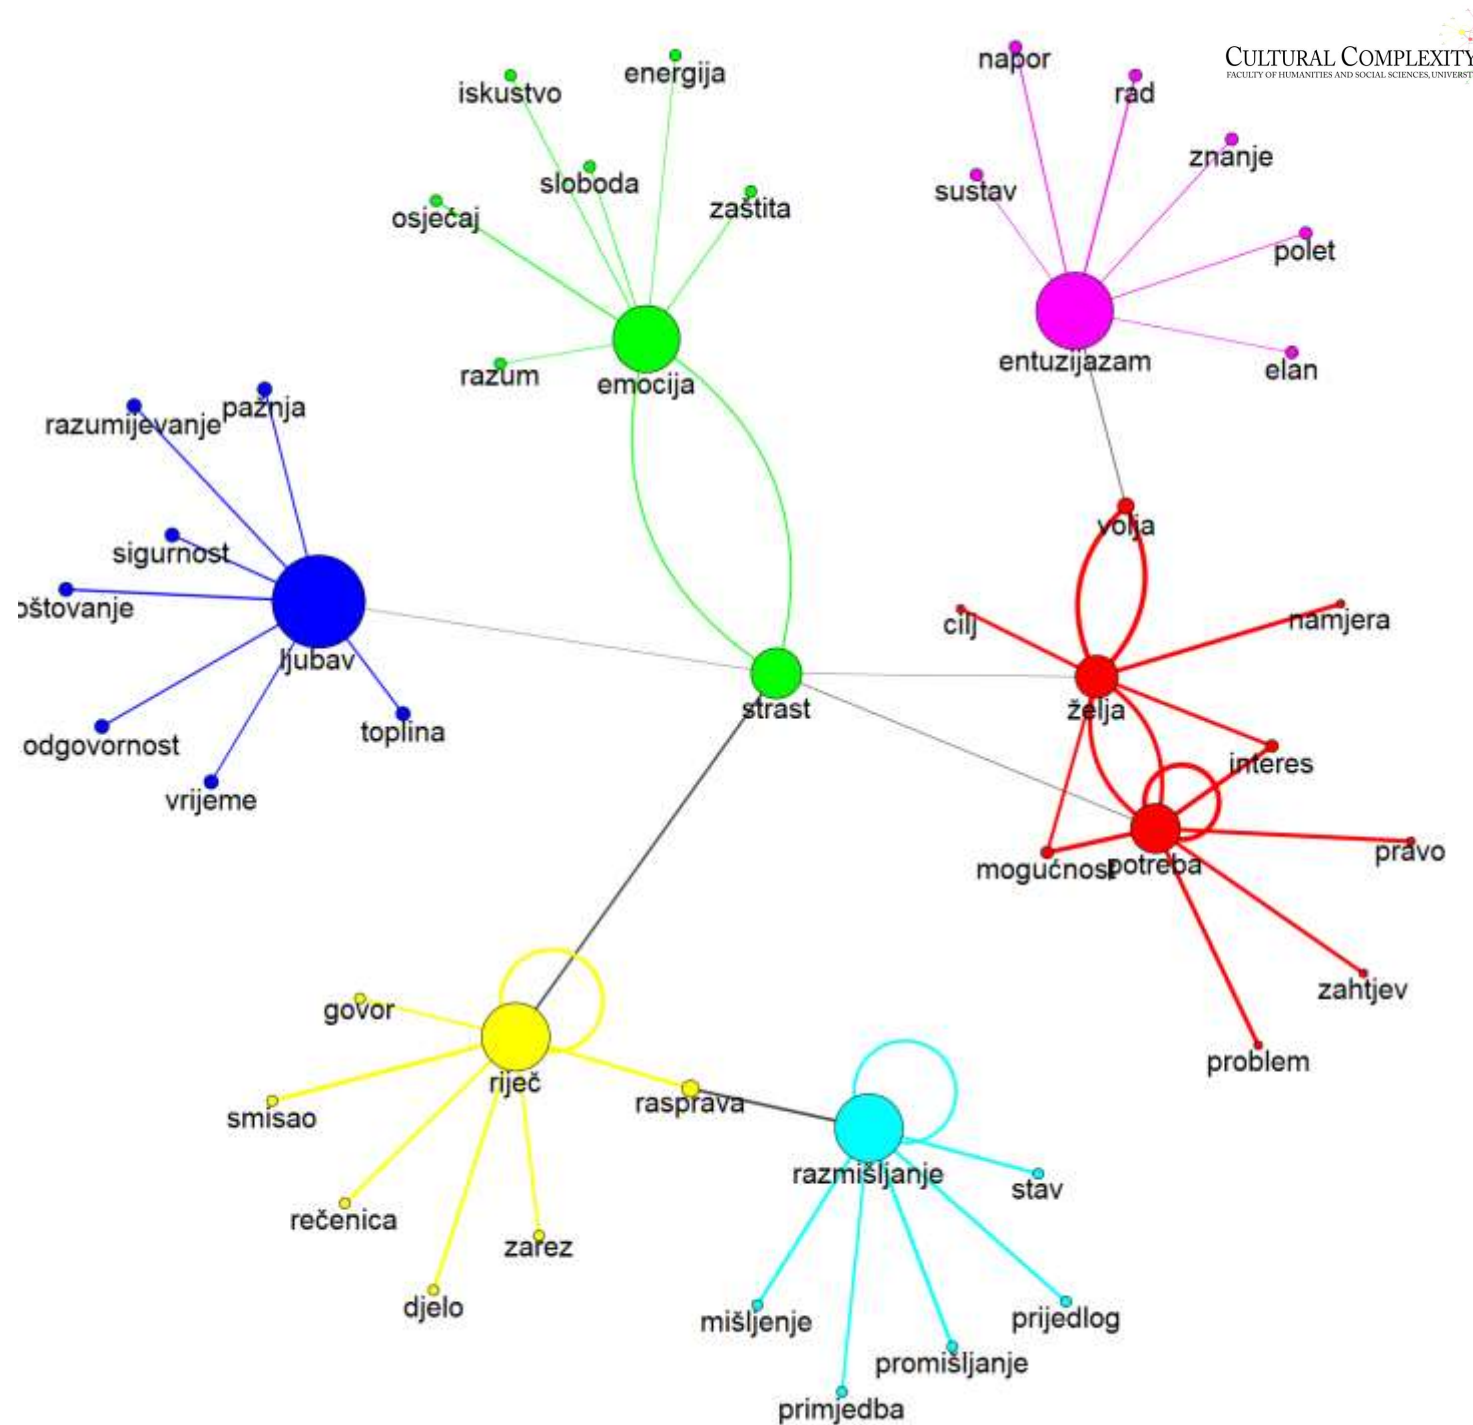 CULTURAL COMPLEXITY
FACULTY OF HUMANITIES AND SOCIAL SCIENCES, UNIVERSIT
napor
energija
iskustvo
rad
znanje
sloboda
sustav
zaštita
osjećaj
polet
entuzijazam
elan
razum
emocija
pažnja
razumijevanje
volja
sigurnost
oštovanje
cilj
namjera
ljubav
strast
želja
toplina
odgovornost
interes
vrijeme
pravo
mogućnost
potreba
zahtjev
govor
problem
riječ
rasprava
smisao
razmišljanje
stav
rečenica
zarez
djelo
prijedlog
mišljenje
promišljanje
primjedba